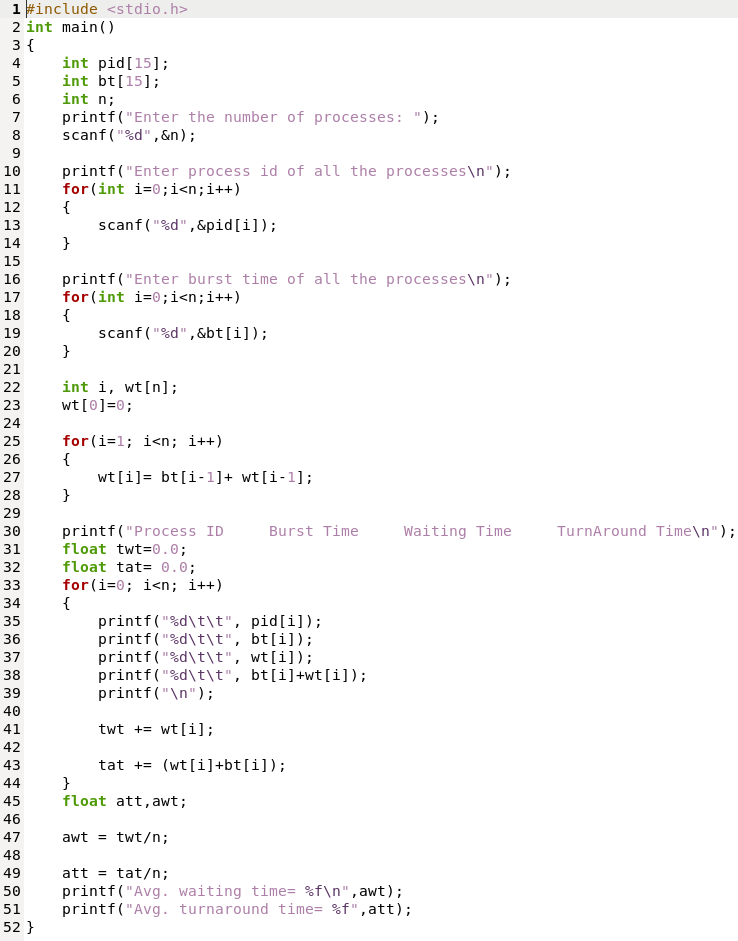 1 #include <stdio.h>
2 int main()
3 {
4     int pid[15];
5     int bt[15];
6     int n;
7     printf("Enter the number of processes: ");
8     scanf("%d",&n);
9
10     printf("Enter process id of all the processes\n");
11     for(int i=0;i<n;i++)
12     {
13         scanf("%d",&pid[i]);
14     }
15
16     printf("Enter burst time of all the processes\n");
17     for(int i=0;i<n;i++)
18     {
19         scanf("%d",&bt[i]);
20     }
21
22     int i, wt[n];
23     wt[0]=0;
24
25     for(i=1; i<n; i++)
26     {
27         wt[i]= bt[i-1]+ wt[i-1];
28     }
29
30     printf("Process ID     Burst Time     Waiting Time     TurnAround Time\n");
31     float twt=0.0;
32     float tat= 0.0;
33     for(i=0; i<n; i++)
34     {
35         printf("%d\t\t", pid[i]);
36         printf("%d\t\t", bt[i]);
37         printf("%d\t\t", wt[i]);
38         printf("%d\t\t", bt[i]+wt[i]);
39         printf("\n");
40
41         twt += wt[i];
42
43         tat += (wt[i]+bt[i]);
44     }
45     float att,awt;
46
47     awt = twt/n;
48
49     att = tat/n;
50     printf("Avg. waiting time= %f\n",awt);
51     printf("Avg. turnaround time= %f",att);
52 }